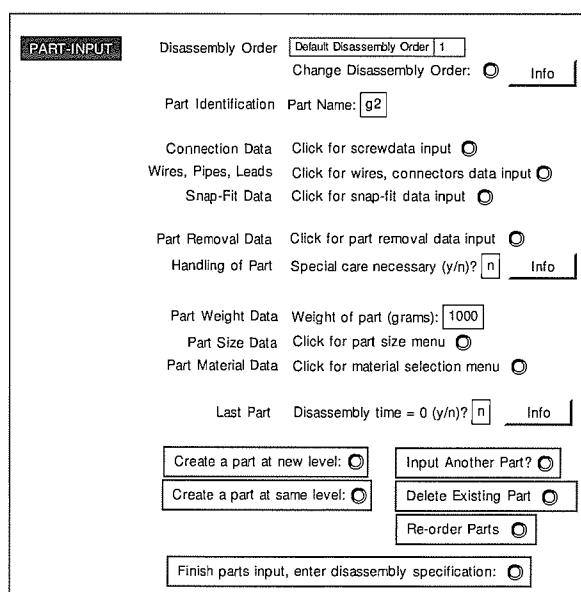 PART-INPUT Disassembly Order Default Disassembly Order 1
Change Disassembly Order: Info
Part Identification Part Name: g2
Connection Data Click for screwdata input
Wires, Pipes, Leads Click for wires, connectors data input
Snap-Fit Data Click for snap-fit data input
Part Removal Data Click for part removal data input
Handling of Part Special care necessary (y/n)? n Info
Part Weight Data Weight of part (grams): 1000
Part Size Data Click for part size menu
Part Material Data Click for material selection menu
Last Part Disassembly time = 0 (y/n)? n Info
Create a part at new level: Input Another Part?
Create a part at same level: Delete Existing Part
Re-order Parts
Finish parts input, enter disassembly specification: